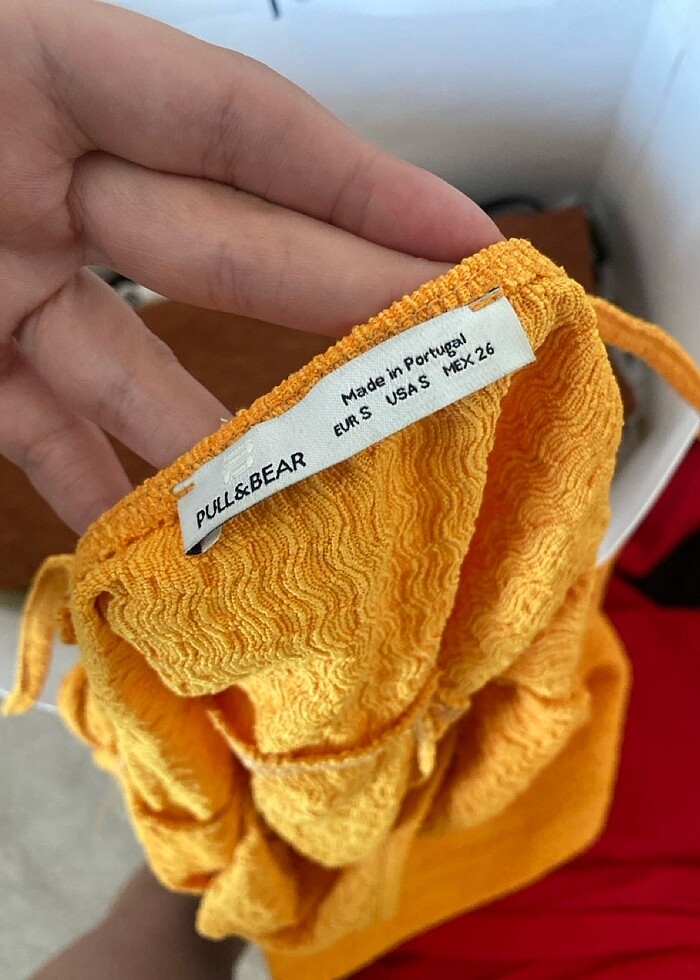 PULL&BEAR
Made in Portugal
EUR S USA S MEX 26